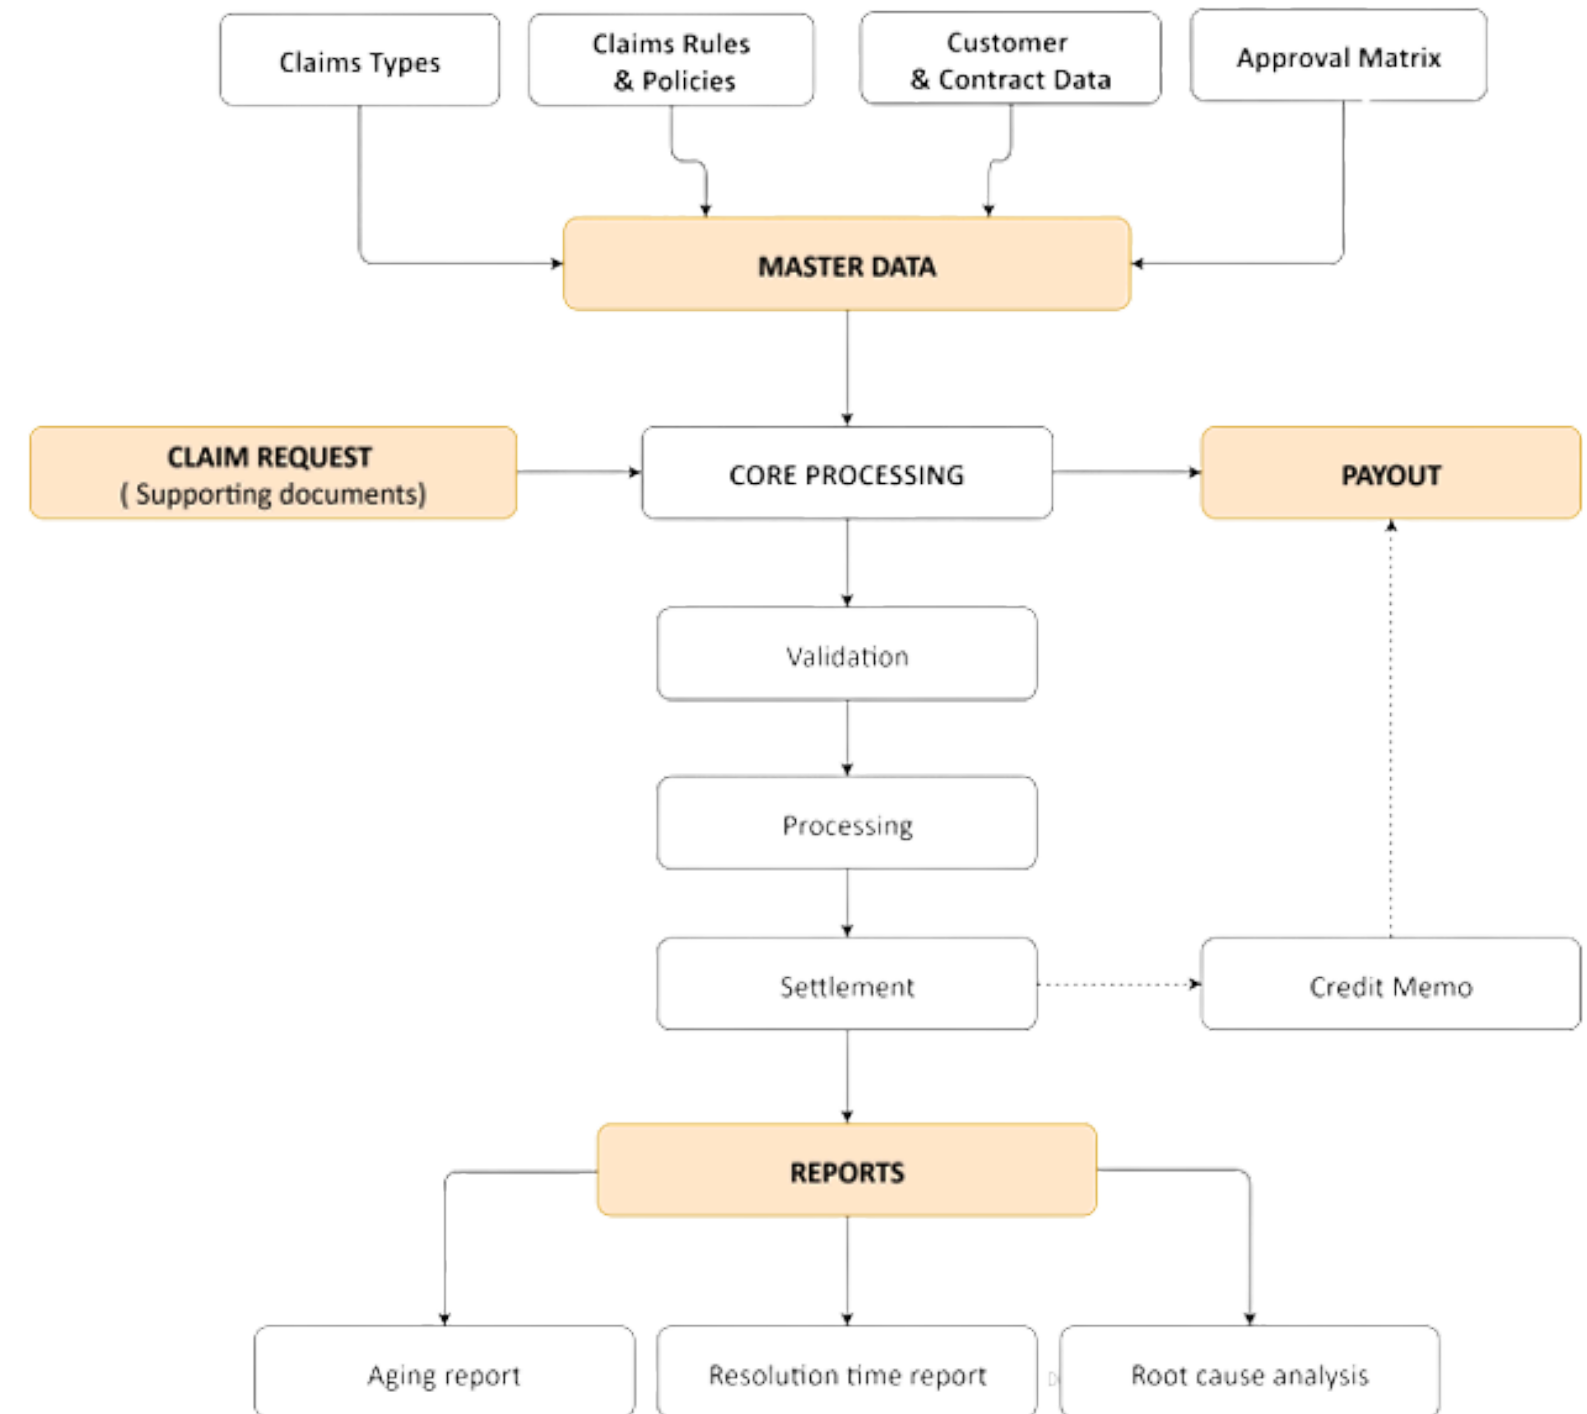 Claims Types
Claims Rules
& Policies
Customer
& Contract Data
Approval Matrix
MASTER DATA
CLAIM REQUEST
( Supporting documents)
CORE PROCESSING
PAYOUT
Validation
Processing
Settlement
Credit Memo
REPORTS
Aging report
Resolution time report
Root cause analysis